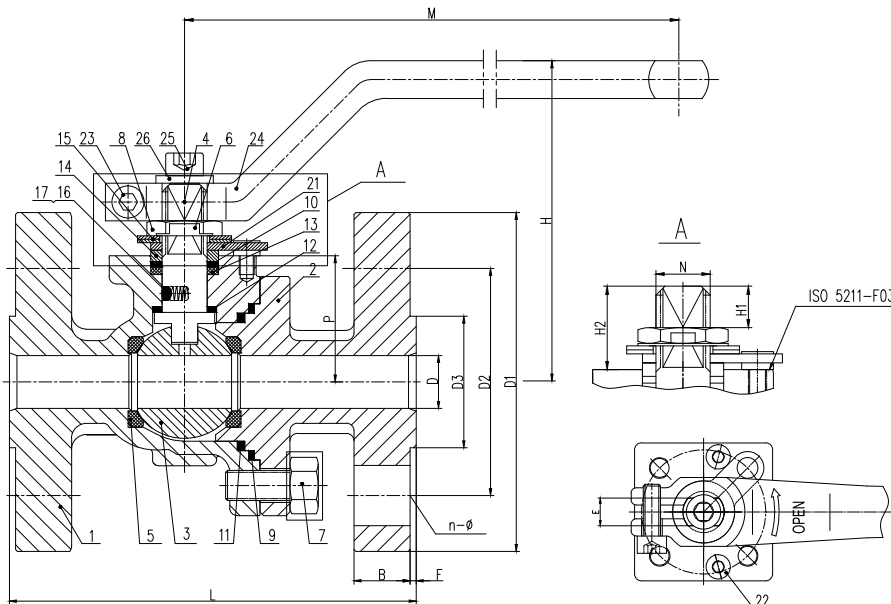 M
15 23 8 26 25 4 6 24
14
17 16
A
21
10
13
12
2
H
P
D
D3
D2
D1
1 5 3 11 9 7
n-ø
B F
L
A
N
H2
H1
ISO 5211-F03
E
OPEN
22